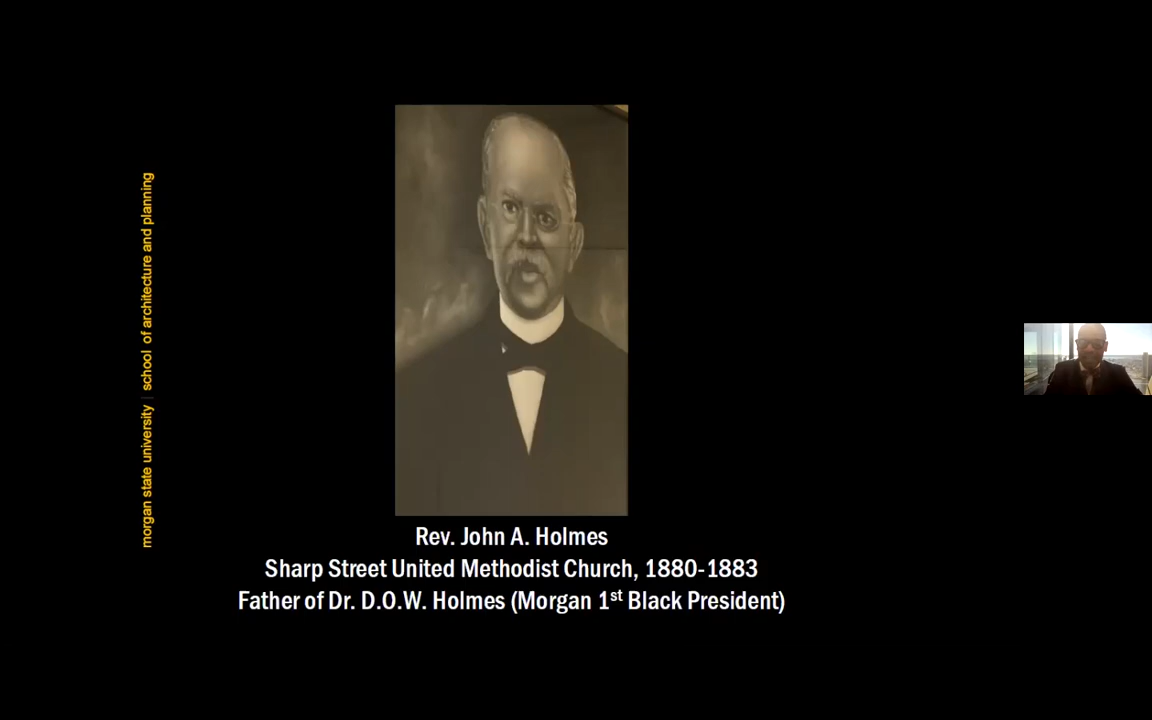 morgan state university | school of architecture and planning
Rev. John A. Holmes
Sharp Street United Methodist Church, 1880-1883
Father of Dr. D.O.W. Holmes (Morgan 1st Black President)